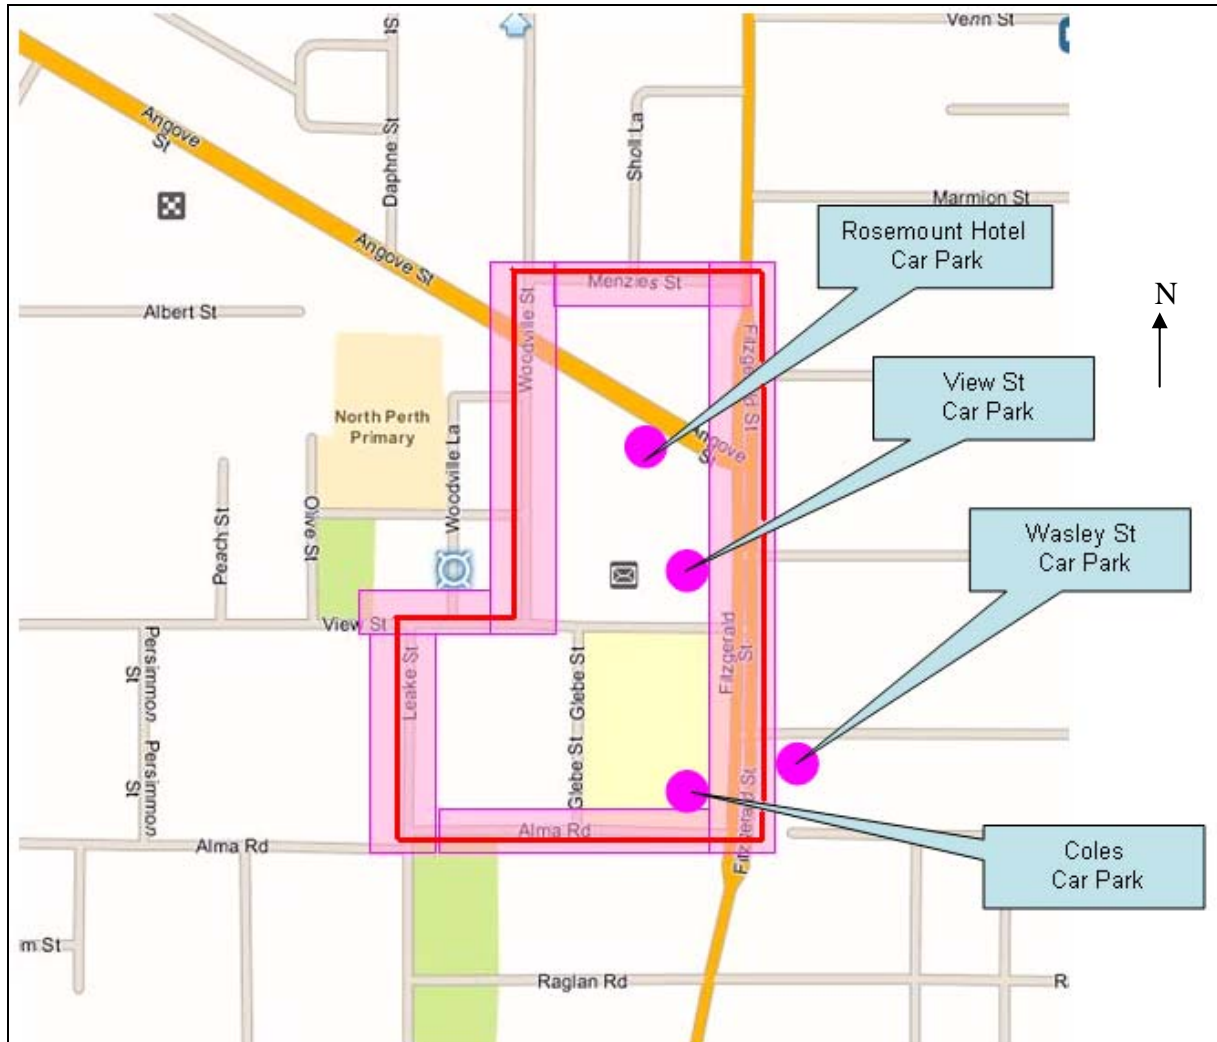 St
Venn St
Angove
St
Daphne St
Sholl La
Marmion St
Rosemount Hotel
Car Park
Angove St
Menzies St
N
Albert St
Woodville St
Fitzgerald St
View St
Car Park
North Perth
Primary
Angove
St
Woodville La
Olive St
Peach St
Wasley St
Car Park
View St
Persimmon
St
Leake St
Glebe St
Fitzgerald
St
Persimmon
St
Glebe St
Fitzgerald St
Alma Rd
Alma Rd
Coles
Car Park
m St
Raglan Rd
R